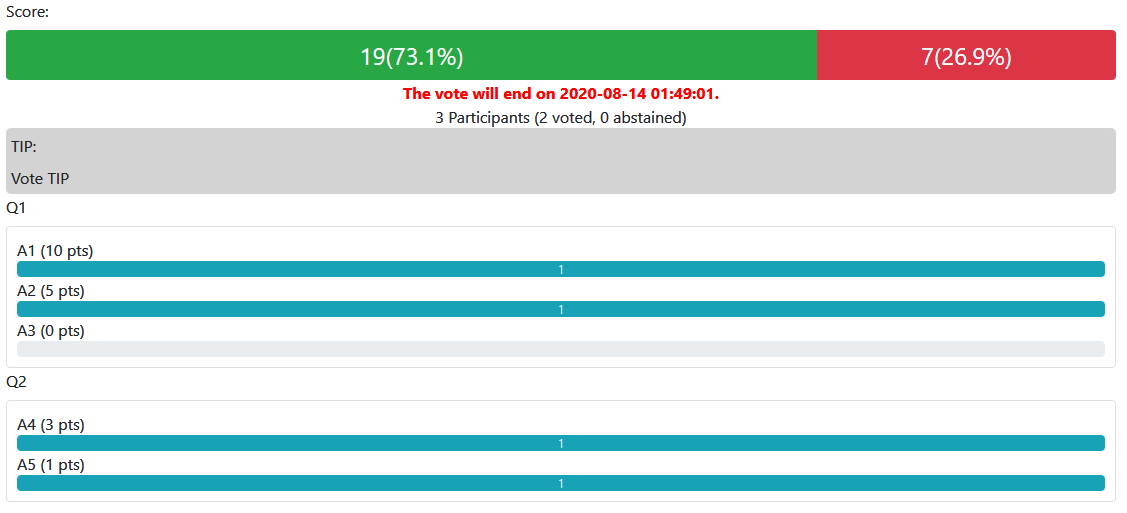 Score:
19(73.1%) 7(26.9%)
The vote will end on 2020-08-14 01:49:01.
3 Participants (2 voted, 0 abstained)
TIP:
Vote TIP
Q1
A1 (10 pts)
1
A2 (5 pts)
1
A3 (0 pts)
Q2
A4 (3 pts)
1
A5 (1 pts)
1